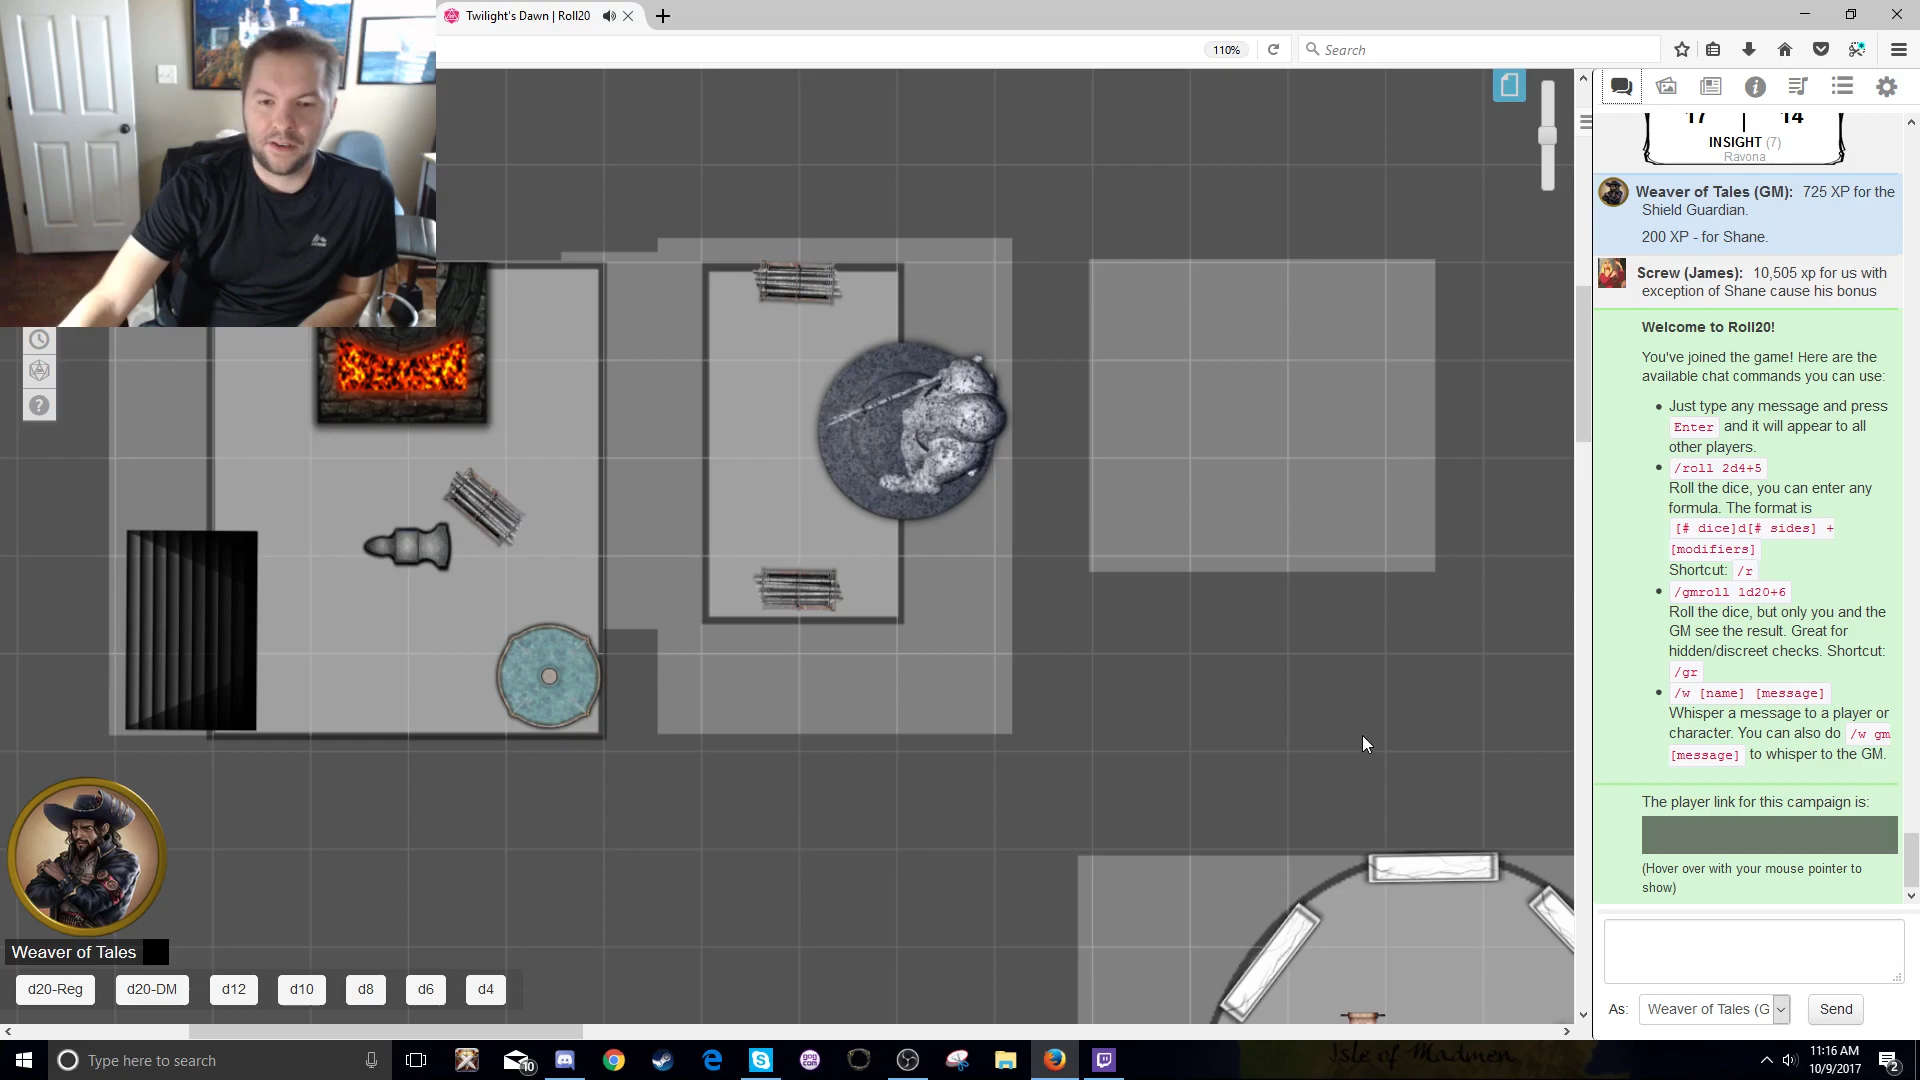 Twilight's Dawn | Roll20
110%
Search
17
14
INSIGHT (7)
Ravona
Weaver of Tales (GM): 725 XP for the
Shield Guardian.
200 XP - for Shane.
Screw (James): 10,505 xp for us with
exception of Shane cause his bonus
Welcome to Roll20!
You've joined the game! Here are the
available chat commands you can use:
Just type any message and press
Enter and it will appear to all
other players.
/roll 2d4+5
Roll the dice, you can enter any
formula. The format is
[# dice]d[# sides] +
[modifiers]
Shortcut: /r
/gmroll 1d20+6
Roll the dice, but only you and the
GM see the result. Great for
hidden/discreet checks. Shortcut:
/gr
/w [name] [message]
Whisper a message to a player or
character. You can also do /w gm
[message] to whisper to the GM.
The player link for this campaign is:
(Hover over with your mouse pointer to
show)
Weaver of Tales
d20-Reg
d20-DM
d12
d10
d8
d6
d4
As: Weaver of Tales (G
Send
Type here to search
10
gog
com
Isle of Madmen
11:16 AM
10/9/2017
2